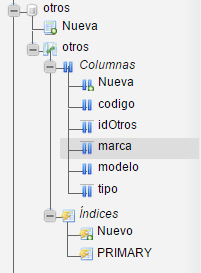 otros
Nueva
otros
Columnas
Nueva
codigo
idOtros
marca
modelo
tipo
Índices
Nuevo
PRIMARY